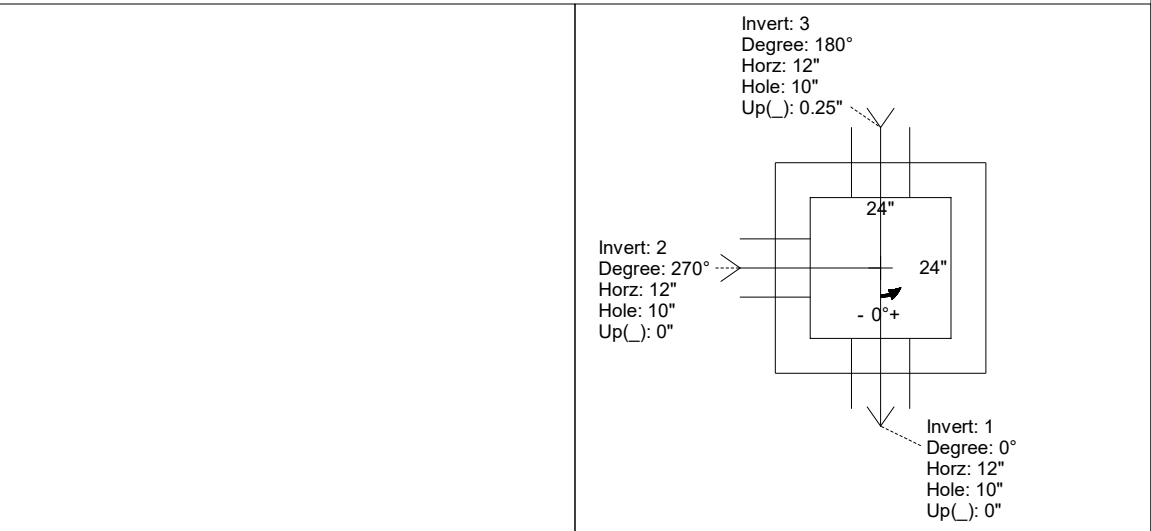 Invert: 3
Degree: 180°
Horz: 12"
Hole: 10"
Up(_): 0.25"
24"
Invert: 2
Degree: 270°
Horz: 12"
Hole: 10"
Up(_): 0"
24"
- 0°+
Invert: 1
Degree: 0°
Horz: 12"
Hole: 10"
Up(_): 0"